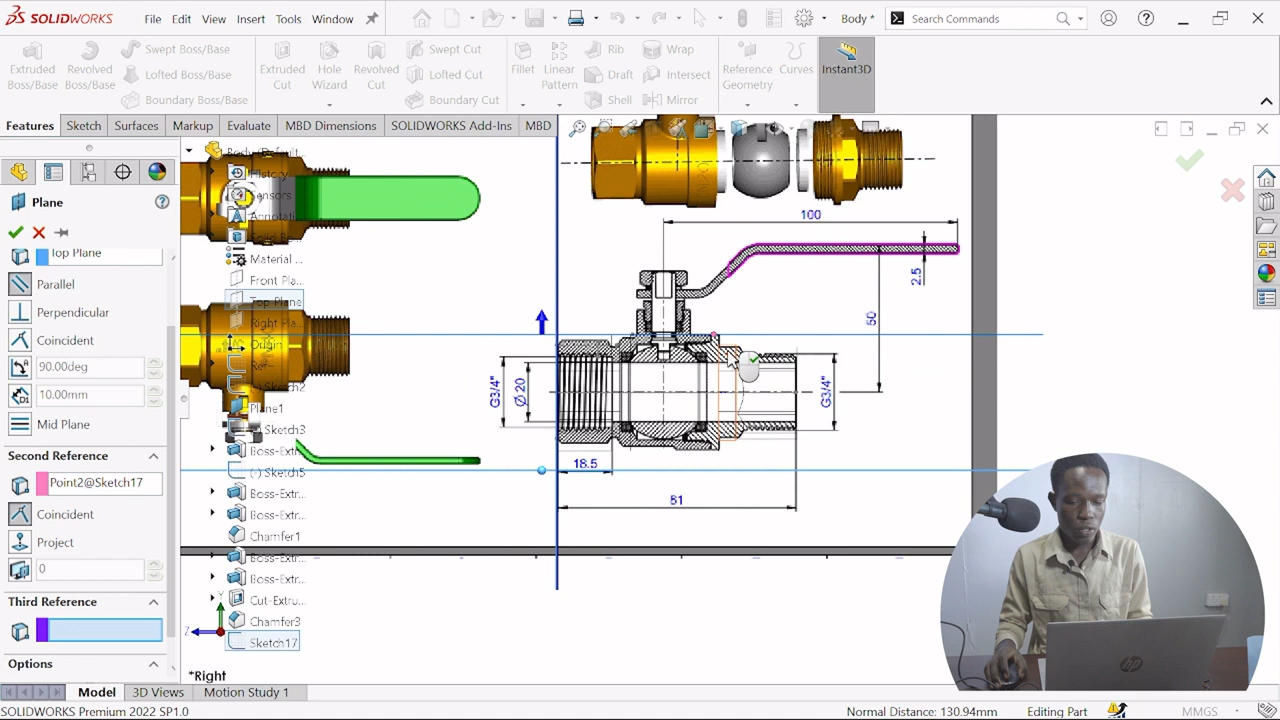 SOLIDWORKS
File Edit View Insert Tools Window
Body *
Search Commands
Extruded Boss/Base
Revolved Boss/Base
Swept Boss/Base
Lofted Boss/Base
Boundary Boss/Base
Extruded Cut
Hole Wizard
Revolved Cut
Swept Cut
Lofted Cut
Boundary Cut
Fillet
Linear Pattern
Rib
Draft
Shell
Wrap
Intersect
Mirror
Reference Geometry
Curves
Instant3D
Features Sketch Markup Evaluate MBD Dimensions SOLIDWORKS Add-Ins MBD
Plane
Top Plane
Parallel
Perpendicular
Coincident
90.00deg
10.00mm
Mid Plane
Second Reference
Point2@Sketch17
Coincident
Project
0
Third Reference
Options
History
Sensors
Material ...
Front Pla...
Top Plane
Right Pla...
Origin
Plane1
(-) Sketch3
Boss-Extr...
(-) Sketch5
Boss-Extr...
Boss-Extr...
Chamfer1
Boss-Extr...
Boss-Extr...
Cut-Extru...
Chamfer3
Sketch17
100
2.5
50
G3/4"
Ø 20
G3/4"
18.5
81
Y
Z
*Right
Model 3D Views Motion Study 1
SOLIDWORKS Premium 2022 SP1.0
Normal Distance: 130.94mm Editing Part MMGS
hp